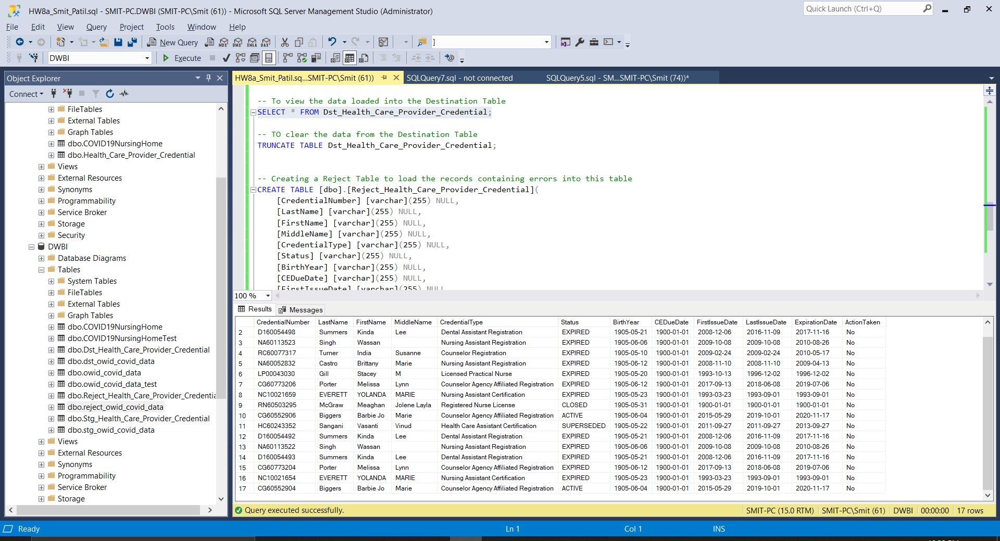 HW8a_Smit_Patil.sql - SMIT-PC.DWBI (SMIT-PC\Smit (61)) - Microsoft SQL Server Management Studio (Administrator)
Quick Launch (Ctrl+Q)
File Edit View Query Project Tools Window Help
New Query MDX DMX XMLA DAX ]
DWBI Execute
Object Explorer
Connect
FileTables
External Tables
Graph Tables
dbo.COVID19NursingHome
dbo.Health_Care_Provider_Credential
Views
External Resources
Synonyms
Programmability
Service Broker
Storage
Security
DWBI
Database Diagrams
Tables
System Tables
FileTables
External Tables
Graph Tables
dbo.COVID19NursingHome
dbo.COVID19NursingHomeTest
dbo.Dst_Health_Care_Provider_Credential
dbo.dst_owid_covid_data
dbo.owid_covid_data
dbo.owid_covid_data_test
dbo.Reject_Health_Care_Provider_Credentia
dbo.reject_owid_covid_data
dbo.Stg_Health_Care_Provider_Credential
dbo.stg_owid_covid_data
Views
External Resources
Synonyms
Programmability
Service Broker
Storage
HW8a_Smit_Patil.sq...SMIT-PC\Smit (61)) SQLQuery7.sql - not connected SQLQuery5.sql - SM...SMIT-PC\Smit (74))*
-- To view the data loaded into the Destination Table
SELECT * FROM Dst_Health_Care_Provider_Credential;
-- TO clear the data from the Destination Table
TRUNCATE TABLE Dst_Health_Care_Provider_Credential;
-- Creating a Reject Table to load the records containing errors into this table
CREATE TABLE [dbo].[Reject_Health_Care_Provider_Credential](
[CredentialNumber] [varchar](255) NULL,
[LastName] [varchar](255) NULL,
[FirstName] [varchar](255) NULL,
[MiddleName] [varchar](255) NULL,
[CredentialType] [varchar](255) NULL,
[Status] [varchar](255) NULL,
[BirthYear] [varchar](255) NULL,
[CEDueDate] [varchar](255) NULL,
[FirstIssueDate] [varchar](255) NULL
100 %
Results Messages
CredentialNumber LastName FirstName MiddleName CredentialType Status BirthYear CEDueDate FirstIssueDate LastIssueDate ExpirationDate ActionTaken
2 D160054498 Summers Kinda Lee Dental Assistant Registration EXPIRED 1905-05-21 1900-01-01 2008-12-06 2016-11-09 2017-11-16 No
3 NA60113523 Singh Wassan Nursing Assistant Registration EXPIRED 1905-06-06 1900-01-01 2009-10-08 2009-10-08 2010-08-26 No
4 RC60077317 Turner India Susanne Counselor Registration EXPIRED 1905-05-10 1900-01-01 2009-02-24 2009-02-24 2010-05-17 No
5 NA60052832 Castro Brittany Marie Nursing Assistant Registration EXPIRED 1905-06-12 1900-01-01 2008-11-10 2008-11-10 2009-04-13 No
6 LP00043030 Gill Stacey M Licensed Practical Nurse EXPIRED 1905-05-20 1900-01-01 1993-10-13 1996-12-02 1996-12-02 No
7 CG60773206 Porter Melissa Lynn Counselor Agency Affiliated Registration EXPIRED 1905-06-12 1900-01-01 2017-09-13 2018-06-08 2019-07-06 No
8 NC10021659 EVERETT YOLANDA MARIE Nursing Assistant Certification EXPIRED 1905-05-23 1900-01-01 1993-03-23 1993-09-01 1993-09-01 No
9 RN60503295 McGraw Meaghan Jolene Layla Registered Nurse License CLOSED 1905-05-31 1900-01-01 1900-01-01 1900-01-01 1900-01-01 No
10 CG60552906 Biggers Barbie Jo Marie Counselor Agency Affiliated Registration ACTIVE 1905-06-04 1900-01-01 2015-05-29 2019-10-01 2020-11-17 No
11 HC60243352 Sangani Vasanti Vinud Health Care Assistant Certification SUPERSEDED 1905-05-22 1900-01-01 2011-09-27 2011-09-27 2013-09-27 No
12 D160054492 Summers Kinda Lee Dental Assistant Registration EXPIRED 1905-05-21 1900-01-01 2008-12-06 2016-11-09 2017-11-16 No
13 NA60113522 Singh Wassan Nursing Assistant Registration EXPIRED 1905-06-06 1900-01-01 2009-10-08 2009-10-08 2010-08-26 No
14 D160054493 Summers Kinda Lee Dental Assistant Registration EXPIRED 1905-05-21 1900-01-01 2008-12-06 2016-11-09 2017-11-16 No
15 CG60773204 Porter Melissa Lynn Counselor Agency Affiliated Registration EXPIRED 1905-06-12 1900-01-01 2017-09-13 2018-06-08 2019-07-06 No
16 NC10021654 EVERETT YOLANDA MARIE Nursing Assistant Certification EXPIRED 1905-05-23 1900-01-01 1993-03-23 1993-09-01 1993-09-01 No
17 CG60552904 Biggers Barbie Jo Marie Counselor Agency Affiliated Registration ACTIVE 1905-06-04 1900-01-01 2015-05-29 2019-10-01 2020-11-17 No
Query executed successfully. SMIT-PC (15.0 RTM) SMIT-PC\Smit (61) DWBI 00:00:00 17 rows
Ready Ln 1 Col 1 INS